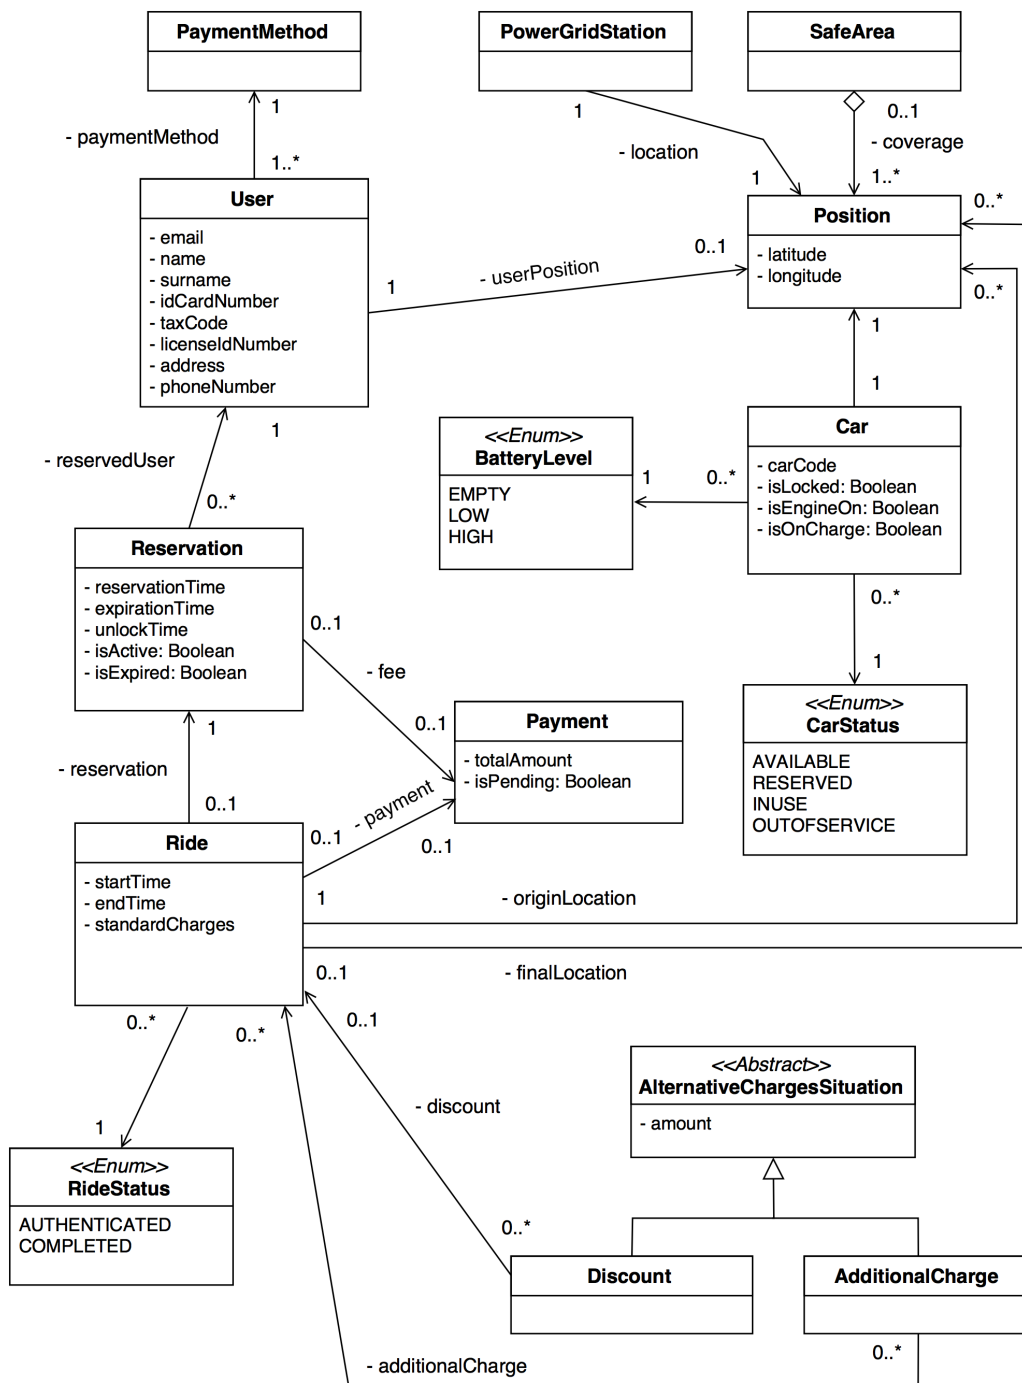 PaymentMethod
PowerGridStation
SafeArea
1
1
0..1
- paymentMethod
- location
- coverage
1..*
1
1..*
0..*
User
- email
- name
- surname
- idCardNumber
- taxCode
- licenseIdNumber
- address
- phoneNumber
Position
- latitude
- longitude
0..1
- userPosition
1
0..*
1
1
1
- reservedUser
0..*
<<Enum>>
BatteryLevel
EMPTY
LOW
HIGH
1
0..*
Car
- carCode
- isLocked: Boolean
- isEngineOn: Boolean
- isOnCharge: Boolean
Reservation
- reservationTime
- expirationTime
- unlockTime
- isActive: Boolean
- isExpired: Boolean
0..1
- fee
0..*
1
0..1
Payment
- totalAmount
- isPending: Boolean
<<Enum>>
CarStatus
AVAILABLE
RESERVED
INUSE
OUTOFSERVICE
1
- reservation
0..1
0..1
- payment
0..1
Ride
- startTime
- endTime
- standardCharges
1
- originLocation
0..1
- finalLocation
0..*
0..*
0..1
- discount
<<Abstract>>
AlternativeChargesSituation
- amount
1
<<Enum>>
RideStatus
AUTHENTICATED
COMPLETED
0..*
Discount
AdditionalCharge
- additionalCharge
0..*